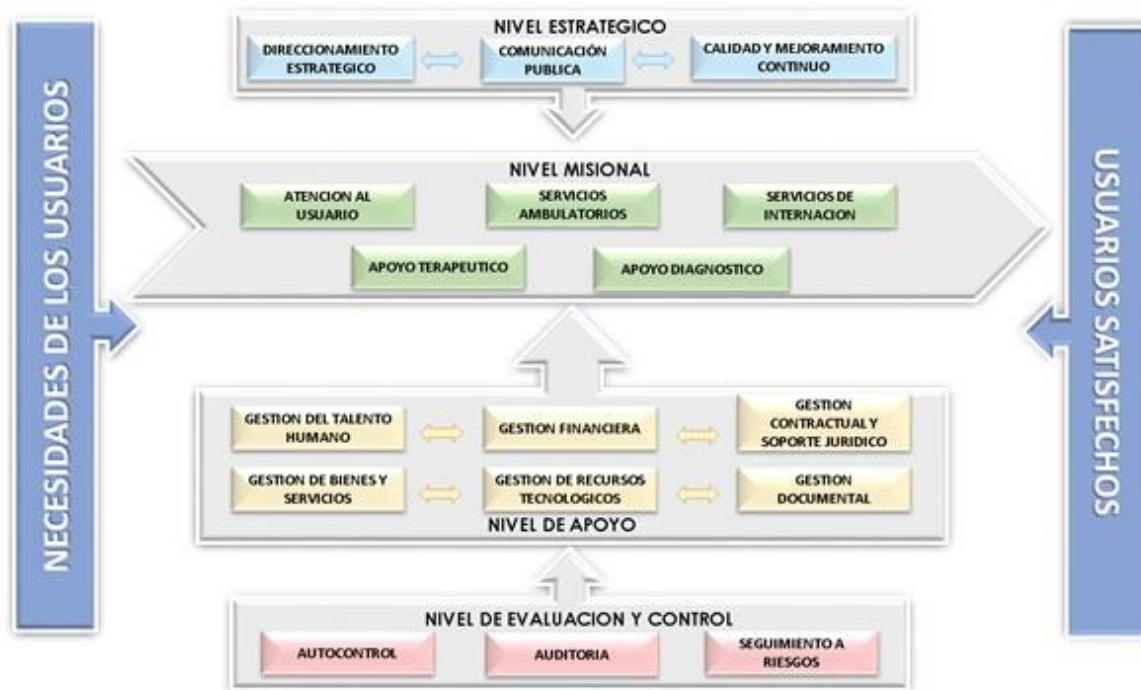 NIVEL ESTRATEGICO
DIRECCIONAMIENTO
ESTRATEGICO
COMUNICACIÓN
PUBLICA
CALIDAD Y MEJORAMIENTO
CONTINUO
NECESIDADES DE LOS USUARIOS
NIVEL MISIONAL
ATENCION AL
USUARIO
SERVICIOS
AMBULATORIOS
SERVICIOS DE
INTERNACION
APOYO TERAPEUTICO
APOYO DIAGNOSTICO
USUARIOS SATISFECHOS
GESTION DEL TALENTO
HUMANO
GESTION FINANCIERA
GESTION
CONTRACTUAL Y
SOPORTE JURIDICO
GESTION DE BIENES Y
SERVICIOS
GESTION DE RECURSOS
TECNOLOGICOS
GESTION
DOCUMENTAL
NIVEL DE APOYO
NIVEL DE EVALUACION Y CONTROL
AUTOCONTROL
AUDITORIA
SEGUIMIENTO A
RIESGOS